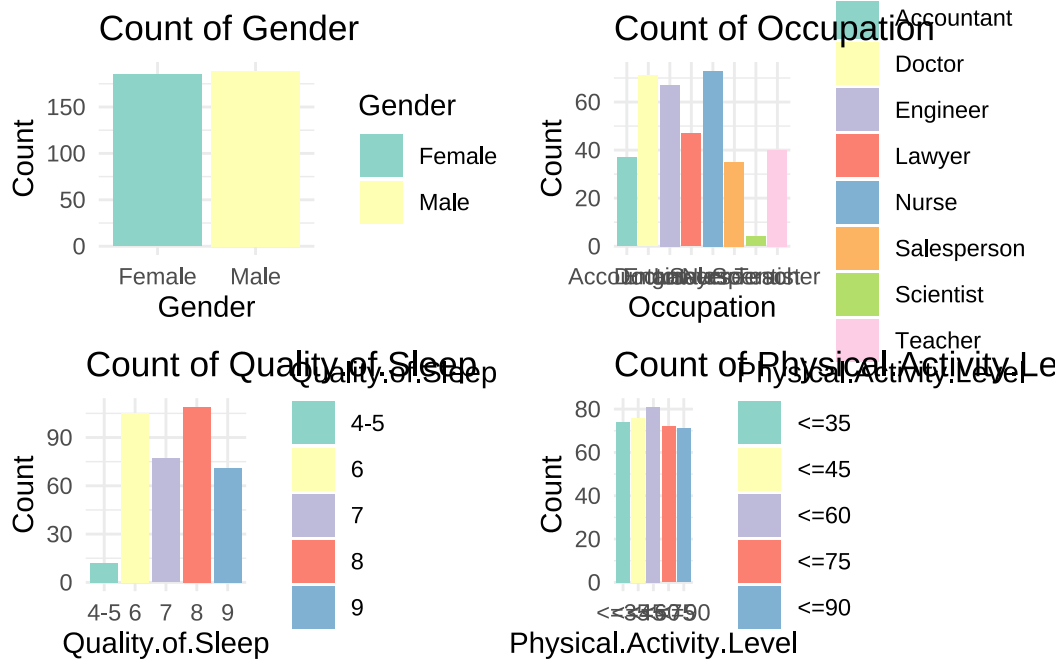 Count of Gender
Count
150
100
50
0
Female
Male
Gender
Gender
Female
Male
Count of Occupation
Count
60
40
20
0
Occupation
Accountant
Doctor
Engineer
Lawyer
Nurse
Salesperson
Scientist
Teacher
Count of Quality.of.Sleep
Count
90
60
30
0
4-5
6
7
8
9
Quality.of.Sleep
Quality.of.Sleep
4-5
6
7
8
9
Count of Physical.Activity.Le
Count
80
60
40
20
0
Physical.Activity.Level
Physical.Activity.Level
<=35
<=45
<=60
<=75
<=90